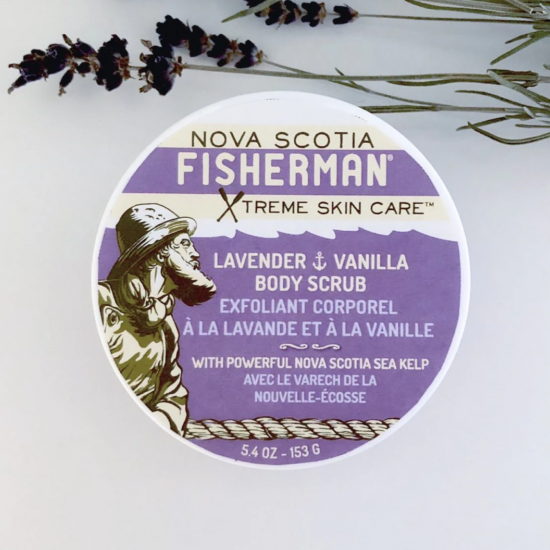 NOVA SCOTIA
FISHERMAN®
XTREME SKIN CARE™
LAVENDER ⚓ VANILLA
BODY SCRUB
EXFOLIANT CORPOREL
À LA LAVANDE ET À LA VANILLE
WITH POWERFUL NOVA SCOTIA SEA KELP
AVEC LE VARECH DE LA
NOUVELLE-ÉCOSSE
5.4 OZ - 153 G